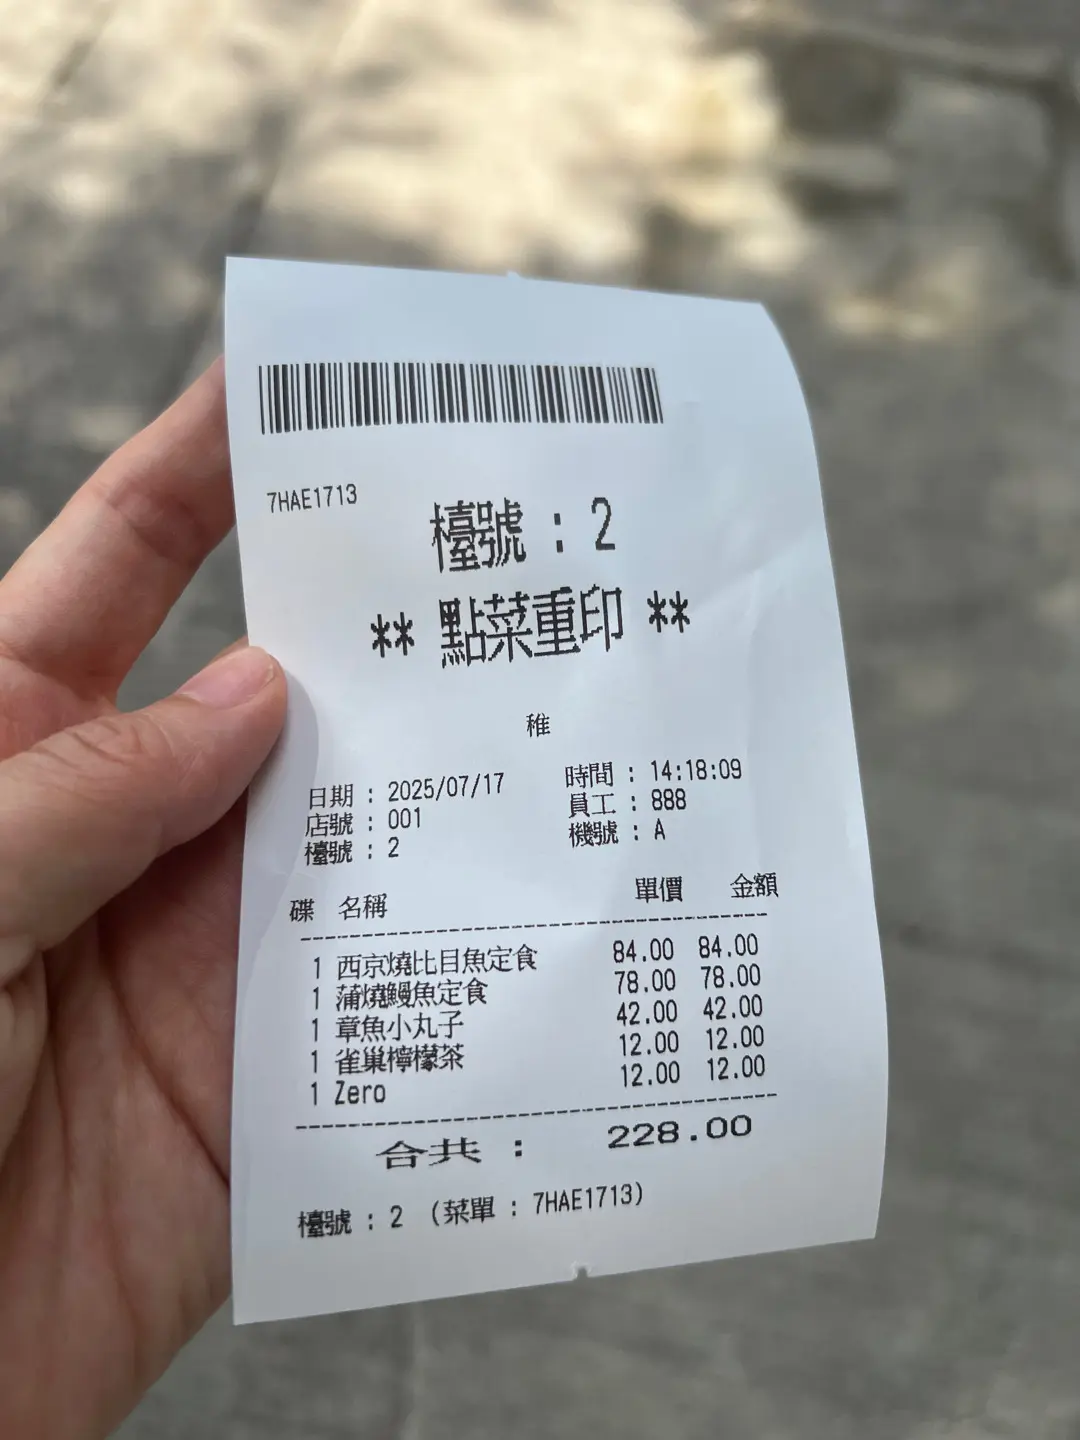 7HAE1713
檯號 : 2
** 點菜重印 **
稚
日期 : 2025/07/17 時間 : 14:18:09
店號 : 001 員工 : 888
檯號 : 2 機號 : A
碟 名稱 單價 金額
1 西京燒比目魚定食 84.00 84.00
1 蒲燒鰻魚定食 78.00 78.00
1 章魚小丸子 42.00 42.00
1 雀巢檸檬茶 12.00 12.00
1 Zero 12.00 12.00
合共 : 228.00
檯號 : 2 (菜單 : 7HAE1713)